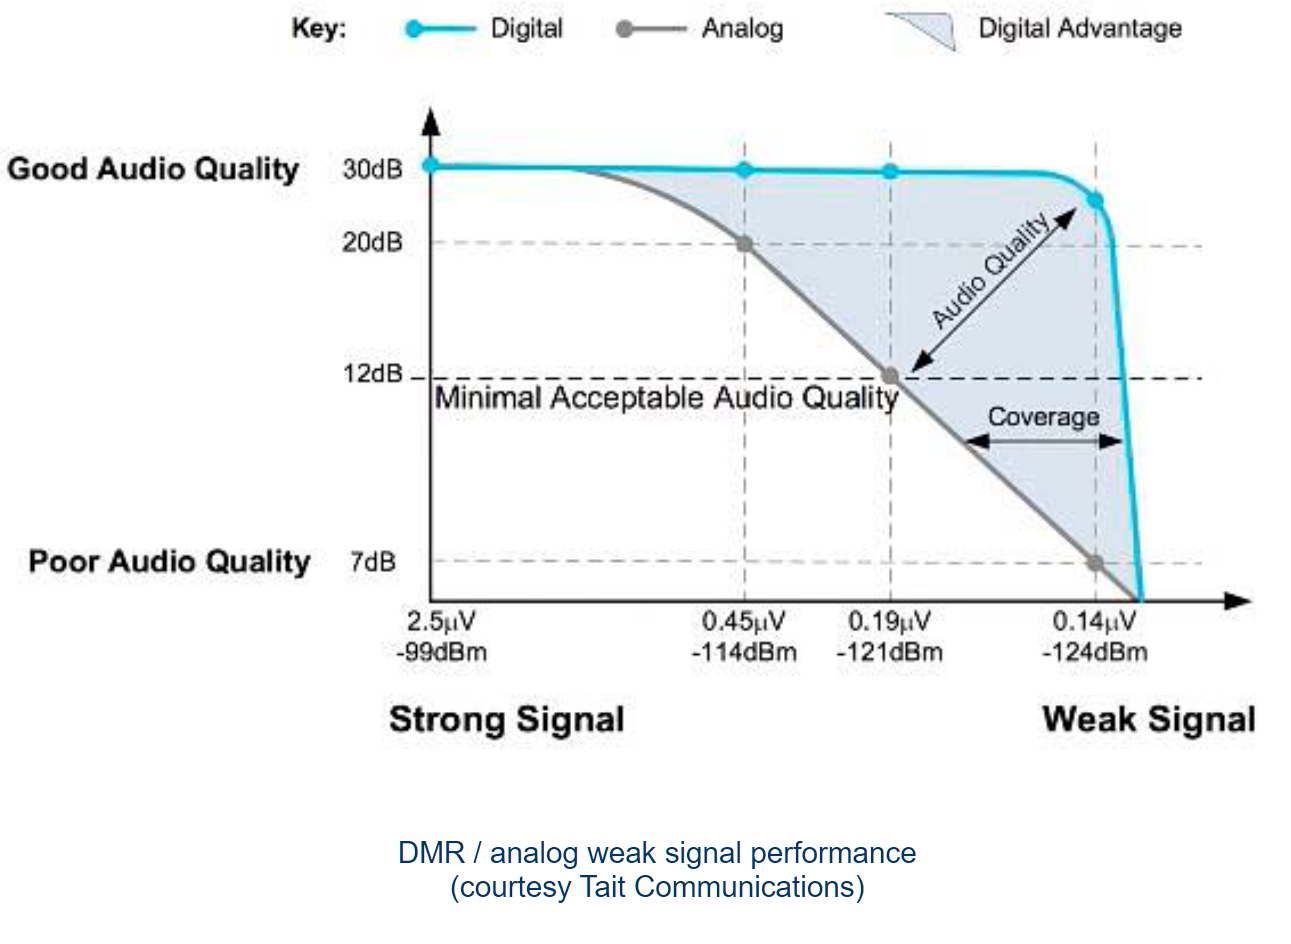 Key: Digital Analog Digital Advantage
Good Audio Quality 30dB
20dB
Audio Quality
12dB
Minimal Acceptable Audio Quality
Coverage
Poor Audio Quality 7dB
2.5μV 0.45μV 0.19μV 0.14μV
-99dBm -114dBm -121dBm -124dBm
Strong Signal Weak Signal
DMR / analog weak signal performance
(courtesy Tait Communications)